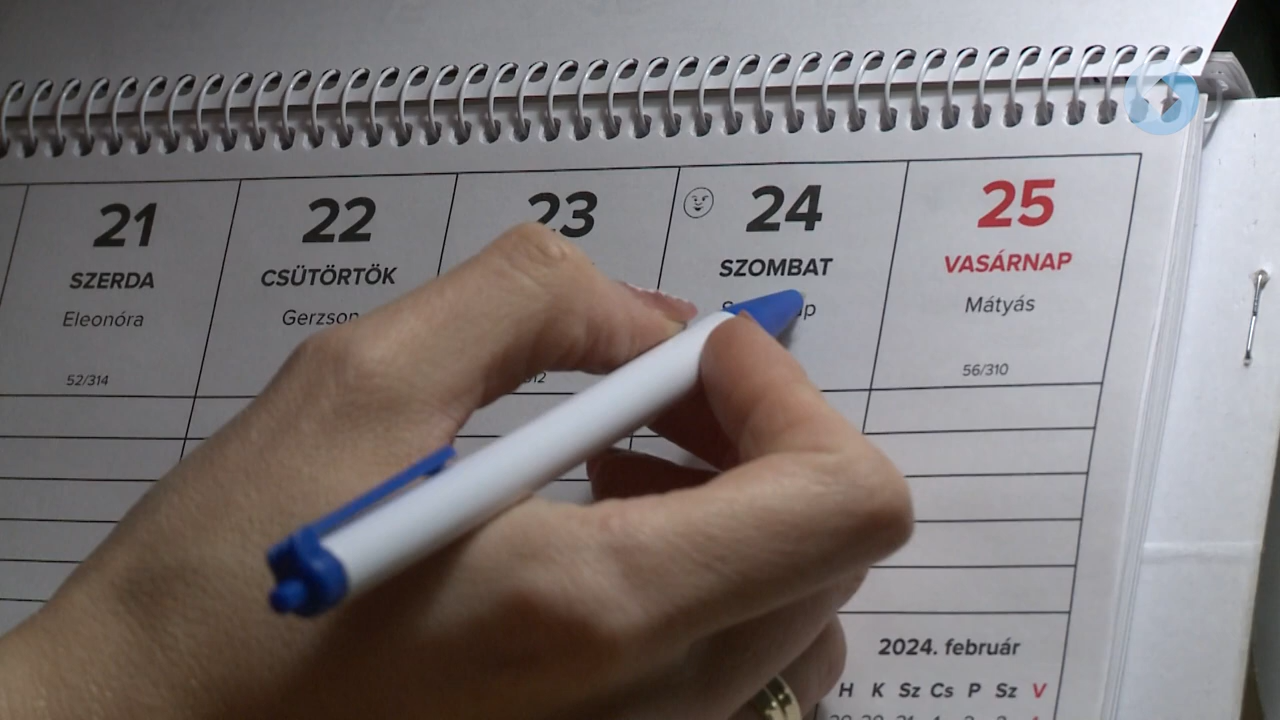 21
SZERDA
Eleonóra
52/314
22
CSÜTÖRTÖK
Gerzson
23
24
SZOMBAT
25
VASÁRNAP
Mátyás
56/310
2024. február
H K Sz Cs P Sz V